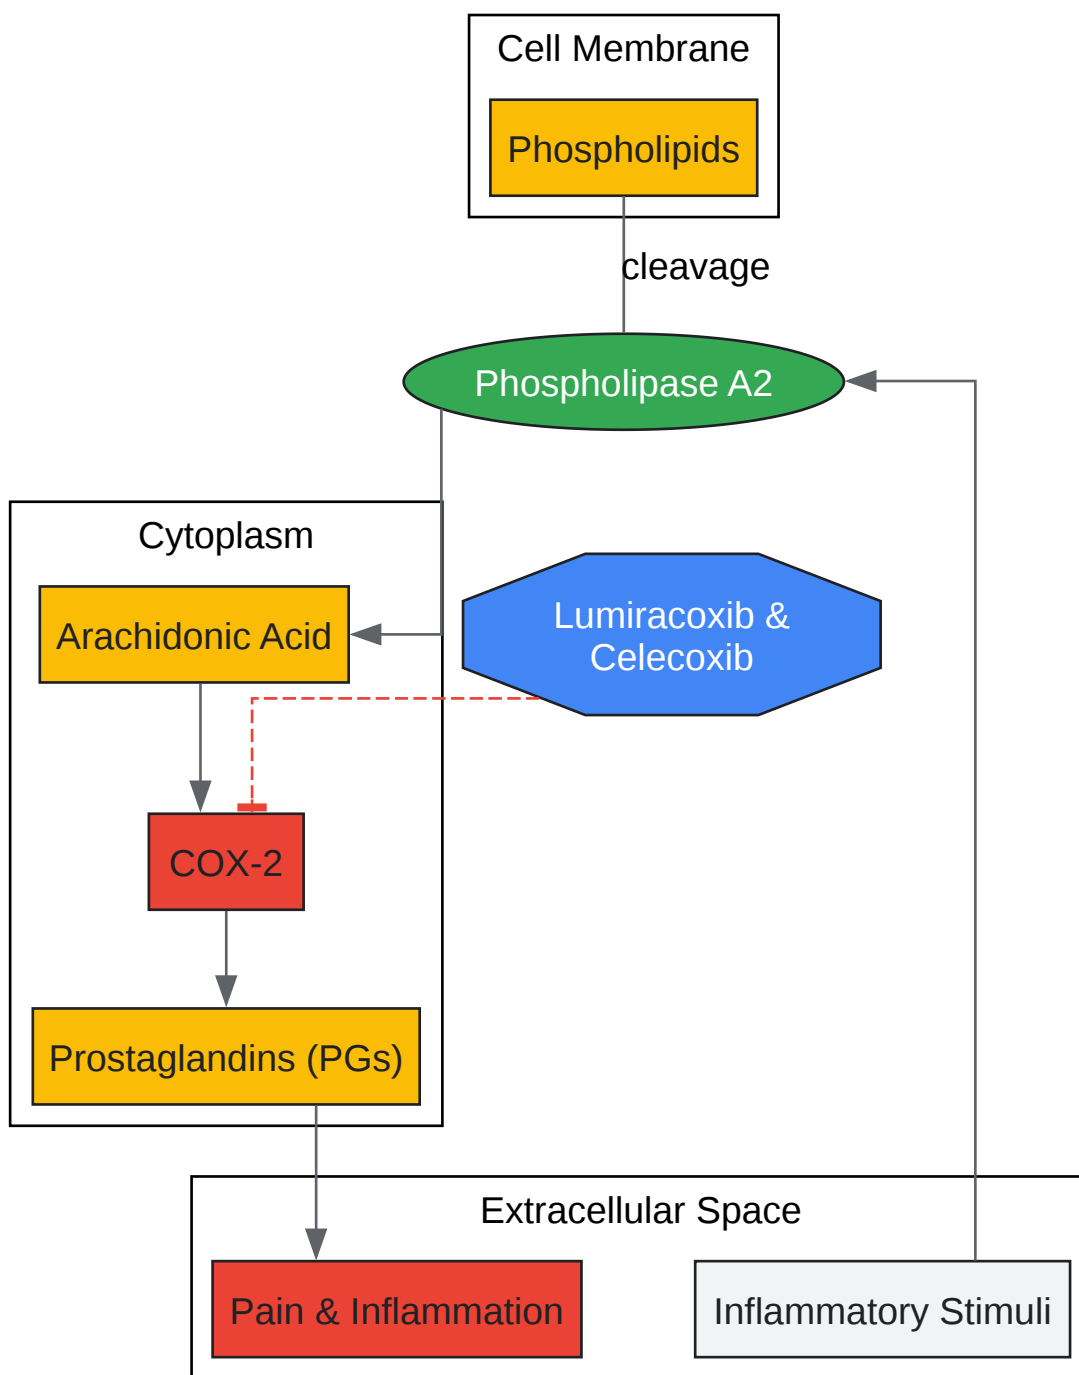 Cell Membrane
Phospholipids
cleavage
Phospholipase A2
Cytoplasm
Arachidonic Acid
Lumiracoxib &
Celecoxib
COX-2
Prostaglandins (PGs)
Extracellular Space
Pain & Inflammation
Inflammatory Stimuli